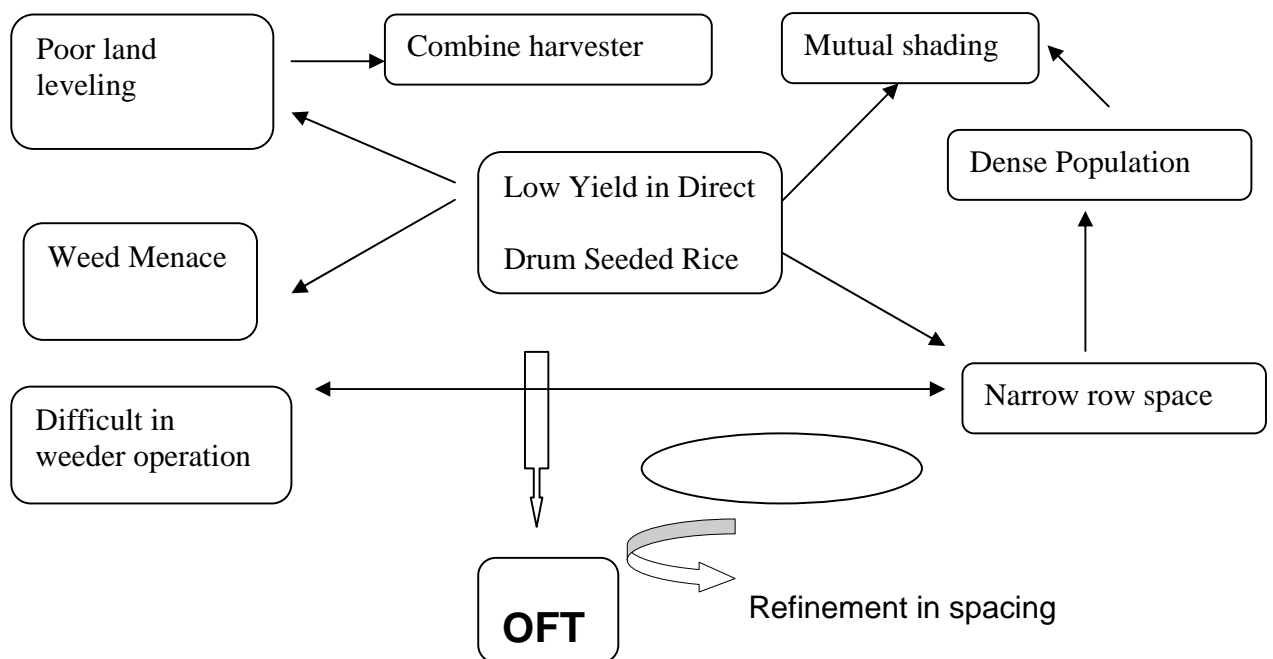 Poor land
leveling
Combine harvester
Mutual shading
Dense Population
Low Yield in Direct
Drum Seeded Rice
Weed Menace
Difficult in
weeder operation
Narrow row space
OFT
Refinement in spacing